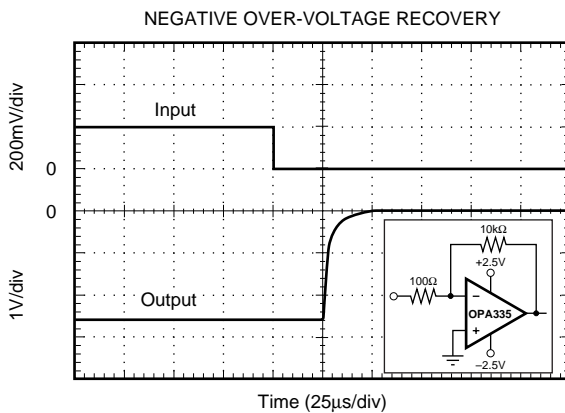 NEGATIVE OVER-VOLTAGE RECOVERY
200mV/div
Input
0
0
1V/div
Output
10kΩ
+2.5V
100Ω
−
OPA335
+
−2.5V
Time (25μs/div)